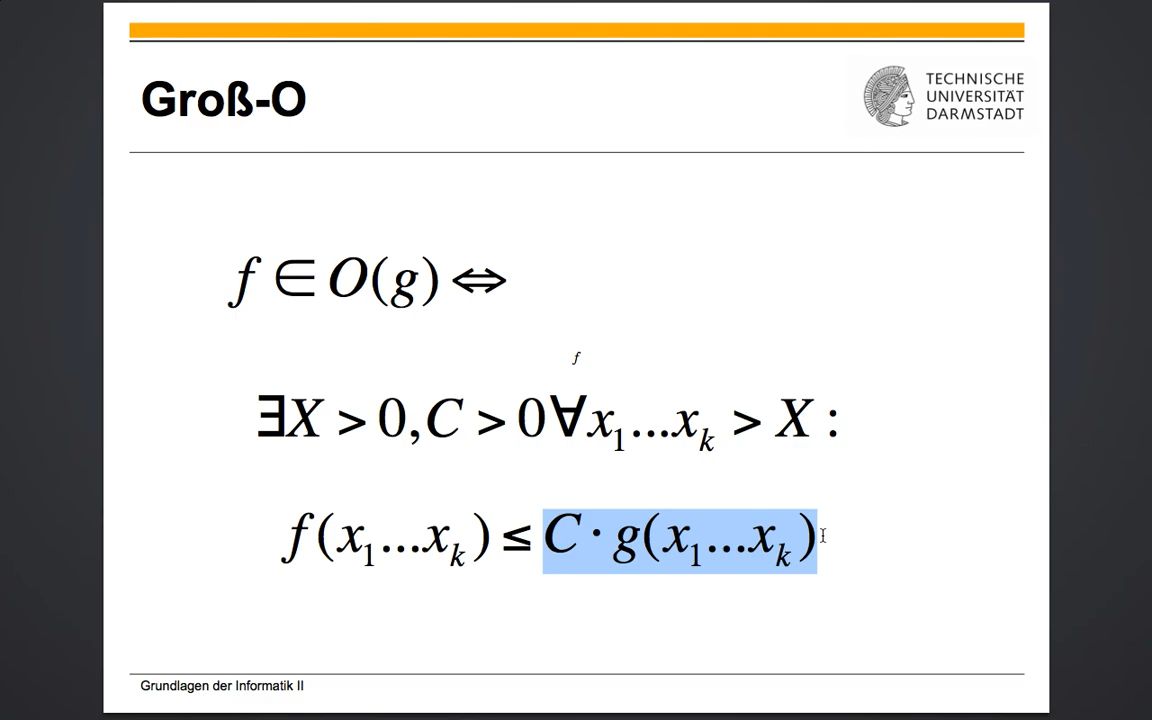 Groß-O
TECHNISCHE
UNIVERSITÄT
DARMSTADT
f ∈ O(g) ⇔
f
∃X > 0, C > 0 ∀x₁...xₖ > X :
f(x₁...xₖ) ≤ C · g(x₁...xₖ)
Grundlagen der Informatik II